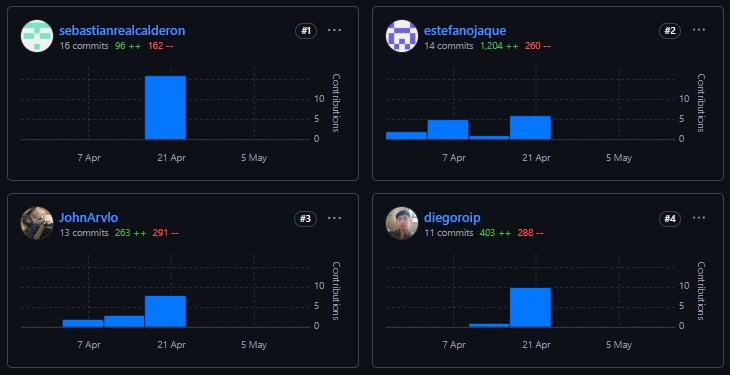 sebastianrealcalderon #1 ···
16 commits 96 ++ 162 --
Contributions
10
5
0
7 Apr 21 Apr 5 May
estefanojaque #2 ···
14 commits 1,204 ++ 260 --
Contributions
10
5
0
7 Apr 21 Apr 5 May
JohnArvlo #3 ···
13 commits 263 ++ 291 --
Contributions
10
5
0
7 Apr 21 Apr 5 May
diegoroip #4 ···
11 commits 403 ++ 288 --
Contributions
10
5
0
7 Apr 21 Apr 5 May